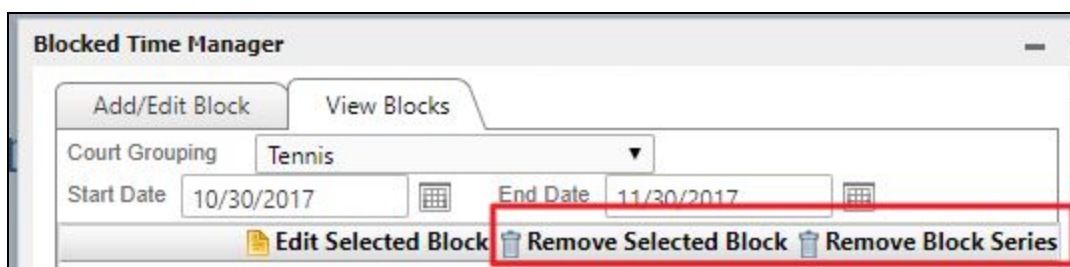 Blocked Time Manager
Add/Edit Block View Blocks
Court Grouping Tennis
Start Date 10/30/2017 End Date 11/30/2017
Edit Selected Block Remove Selected Block Remove Block Series